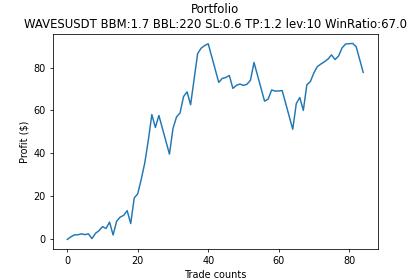 Portfolio
WAVESUSDT BBM:1.7 BBL:220 SL:0.6 TP:1.2 lev:10 WinRatio:67.0
80
60
40
20
0
Profit ($)
0 20 40 60 80
Trade counts